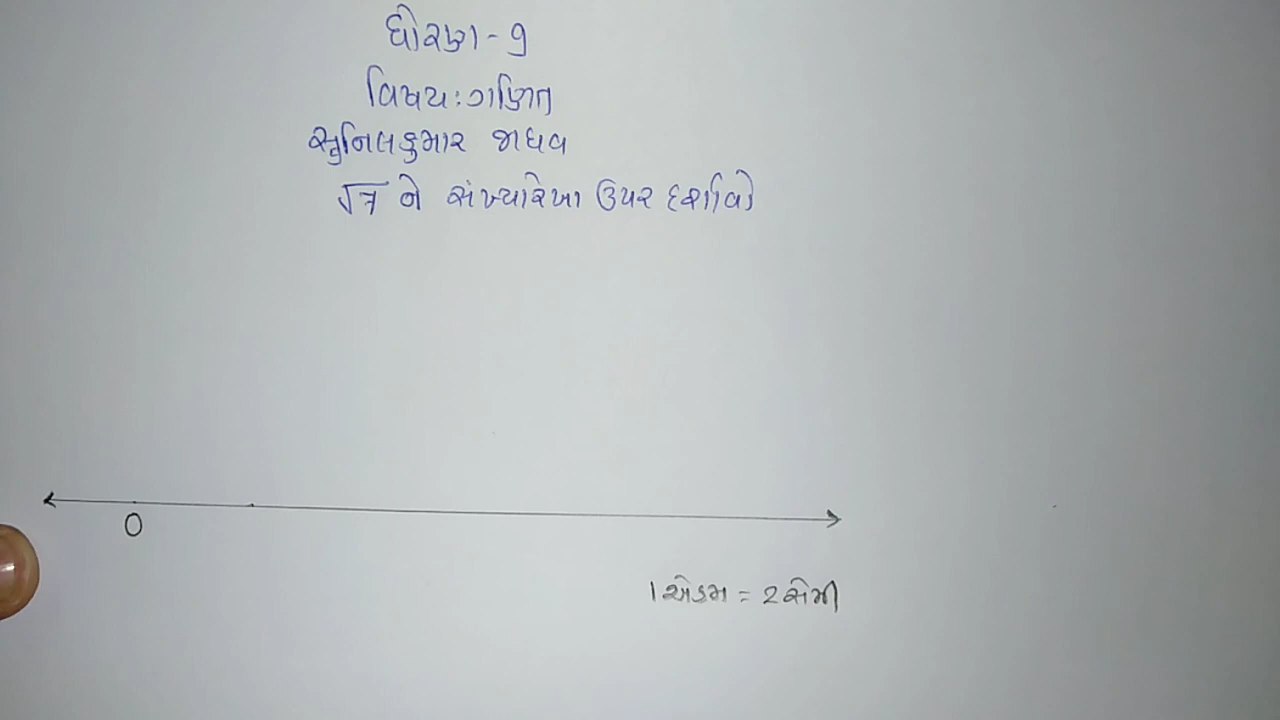 ધોરણ - 9
વિષય : ગણિત
સુનિલકુમાર જાધવ
√7 ને સંખ્યારેખા ઉપર દર્શાવો
0
1 એકમ = 2 સેમી